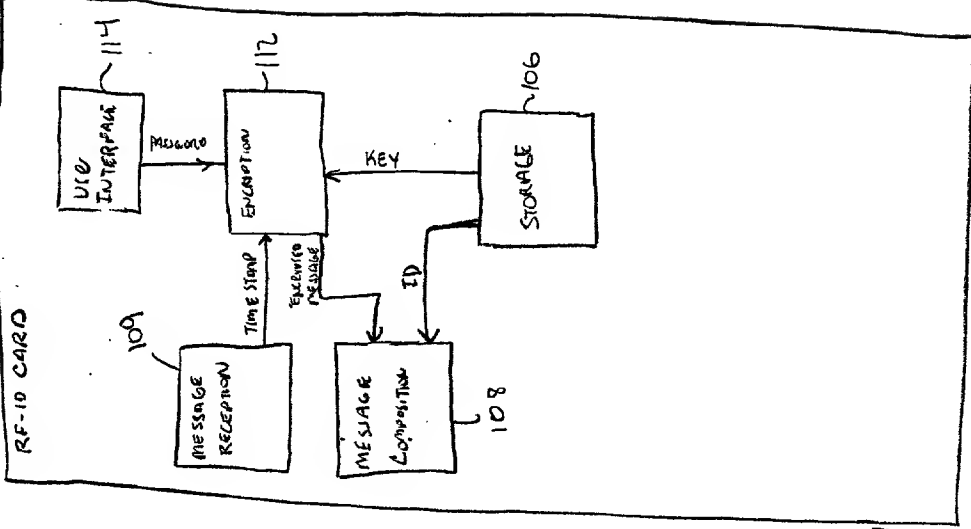 RF-ID CARD
USE
INTERFACE
114
PASSWORD
ENCRYPTION
112
KEY
STORAGE
106
TIME STAMP
ENCRYPTED
MESSAGE
ID
109
MESSAGE
RECEPTION
MESSAGE
COMPOSITION
108